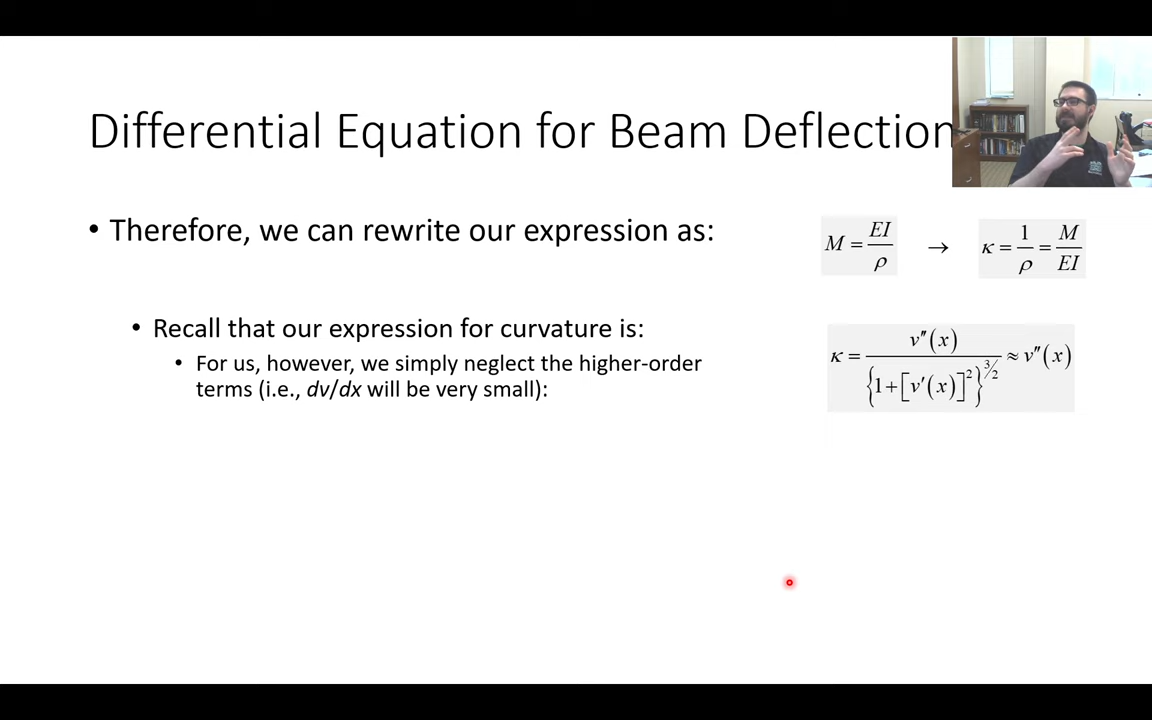 Differential Equation for Beam Deflection
• Therefore, we can rewrite our expression as:
M = EI/ρ → κ = 1/ρ = M/EI
• Recall that our expression for curvature is:
κ = v″(x) / {1+[v′(x)]²}^(3/2) ≈ v″(x)
• For us, however, we simply neglect the higher-order
terms (i.e., dv/dx will be very small):